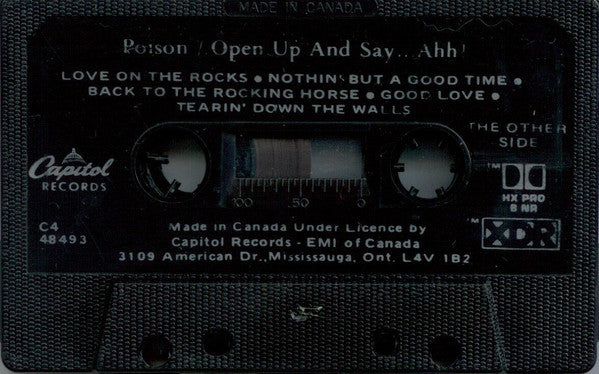 MADE IN CANADA
Poison / Open Up And Say...Ahh!
LOVE ON THE ROCKS • NOTHIN' BUT A GOOD TIME •
BACK TO THE ROCKING HORSE • GOOD LOVE •
TEARIN' DOWN THE WALLS
THE OTHER
SIDE
Capitol
RECORDS
™
HX PRO
B NR
100 50 0
C4
48493
Made in Canada Under Licence by
Capitol Records - EMI of Canada
3109 American Dr., Mississauga, Ont. L4V 1B2
™
XDR